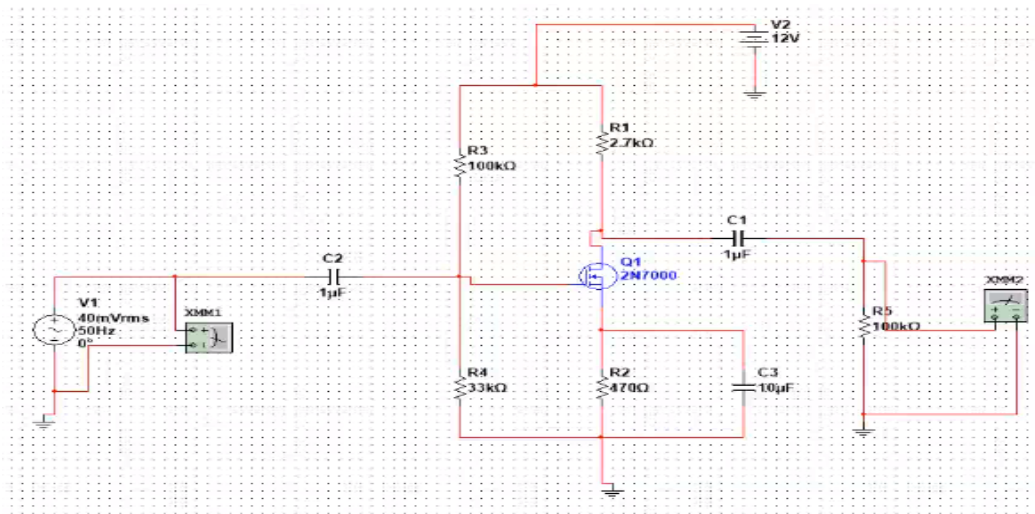 V2
12V
R1
2.7kΩ
R3
100kΩ
C1
1µF
C2
1µF
Q1
2N7000
XMM2
V1
40mVrms
50Hz
0°
XMM1
R5
100kΩ
R4
33kΩ
R2
470Ω
C3
10µF